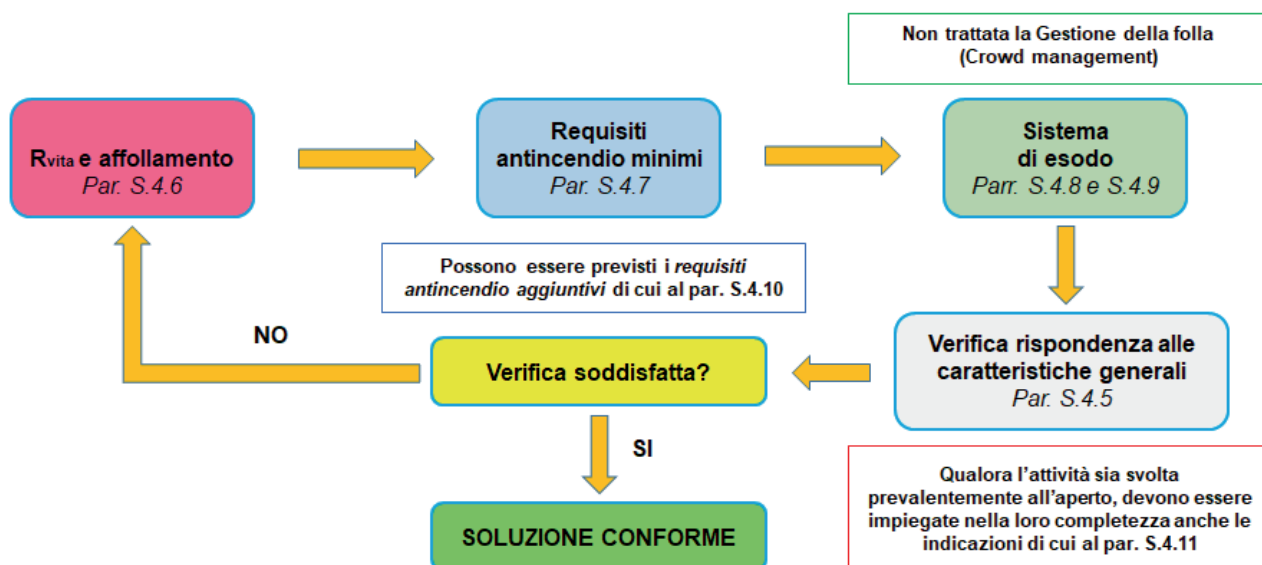 Non trattata la Gestione della folla
(Crowd management)
Rvita e affollamento
Par. S.4.6
Requisiti
antincendio minimi
Par. S.4.7
Sistema
di esodo
Parr. S.4.8 e S.4.9
Possono essere previsti i requisiti
antincendio aggiuntivi di cui al par. S.4.10
NO
Verifica soddisfatta?
Verifica rispondenza alle
caratteristiche generali
Par. S.4.5
SI
SOLUZIONE CONFORME
Qualora l'attività sia svolta
prevalentemente all'aperto, devono essere
impiegate nella loro completezza anche le
indicazioni di cui al par. S.4.11